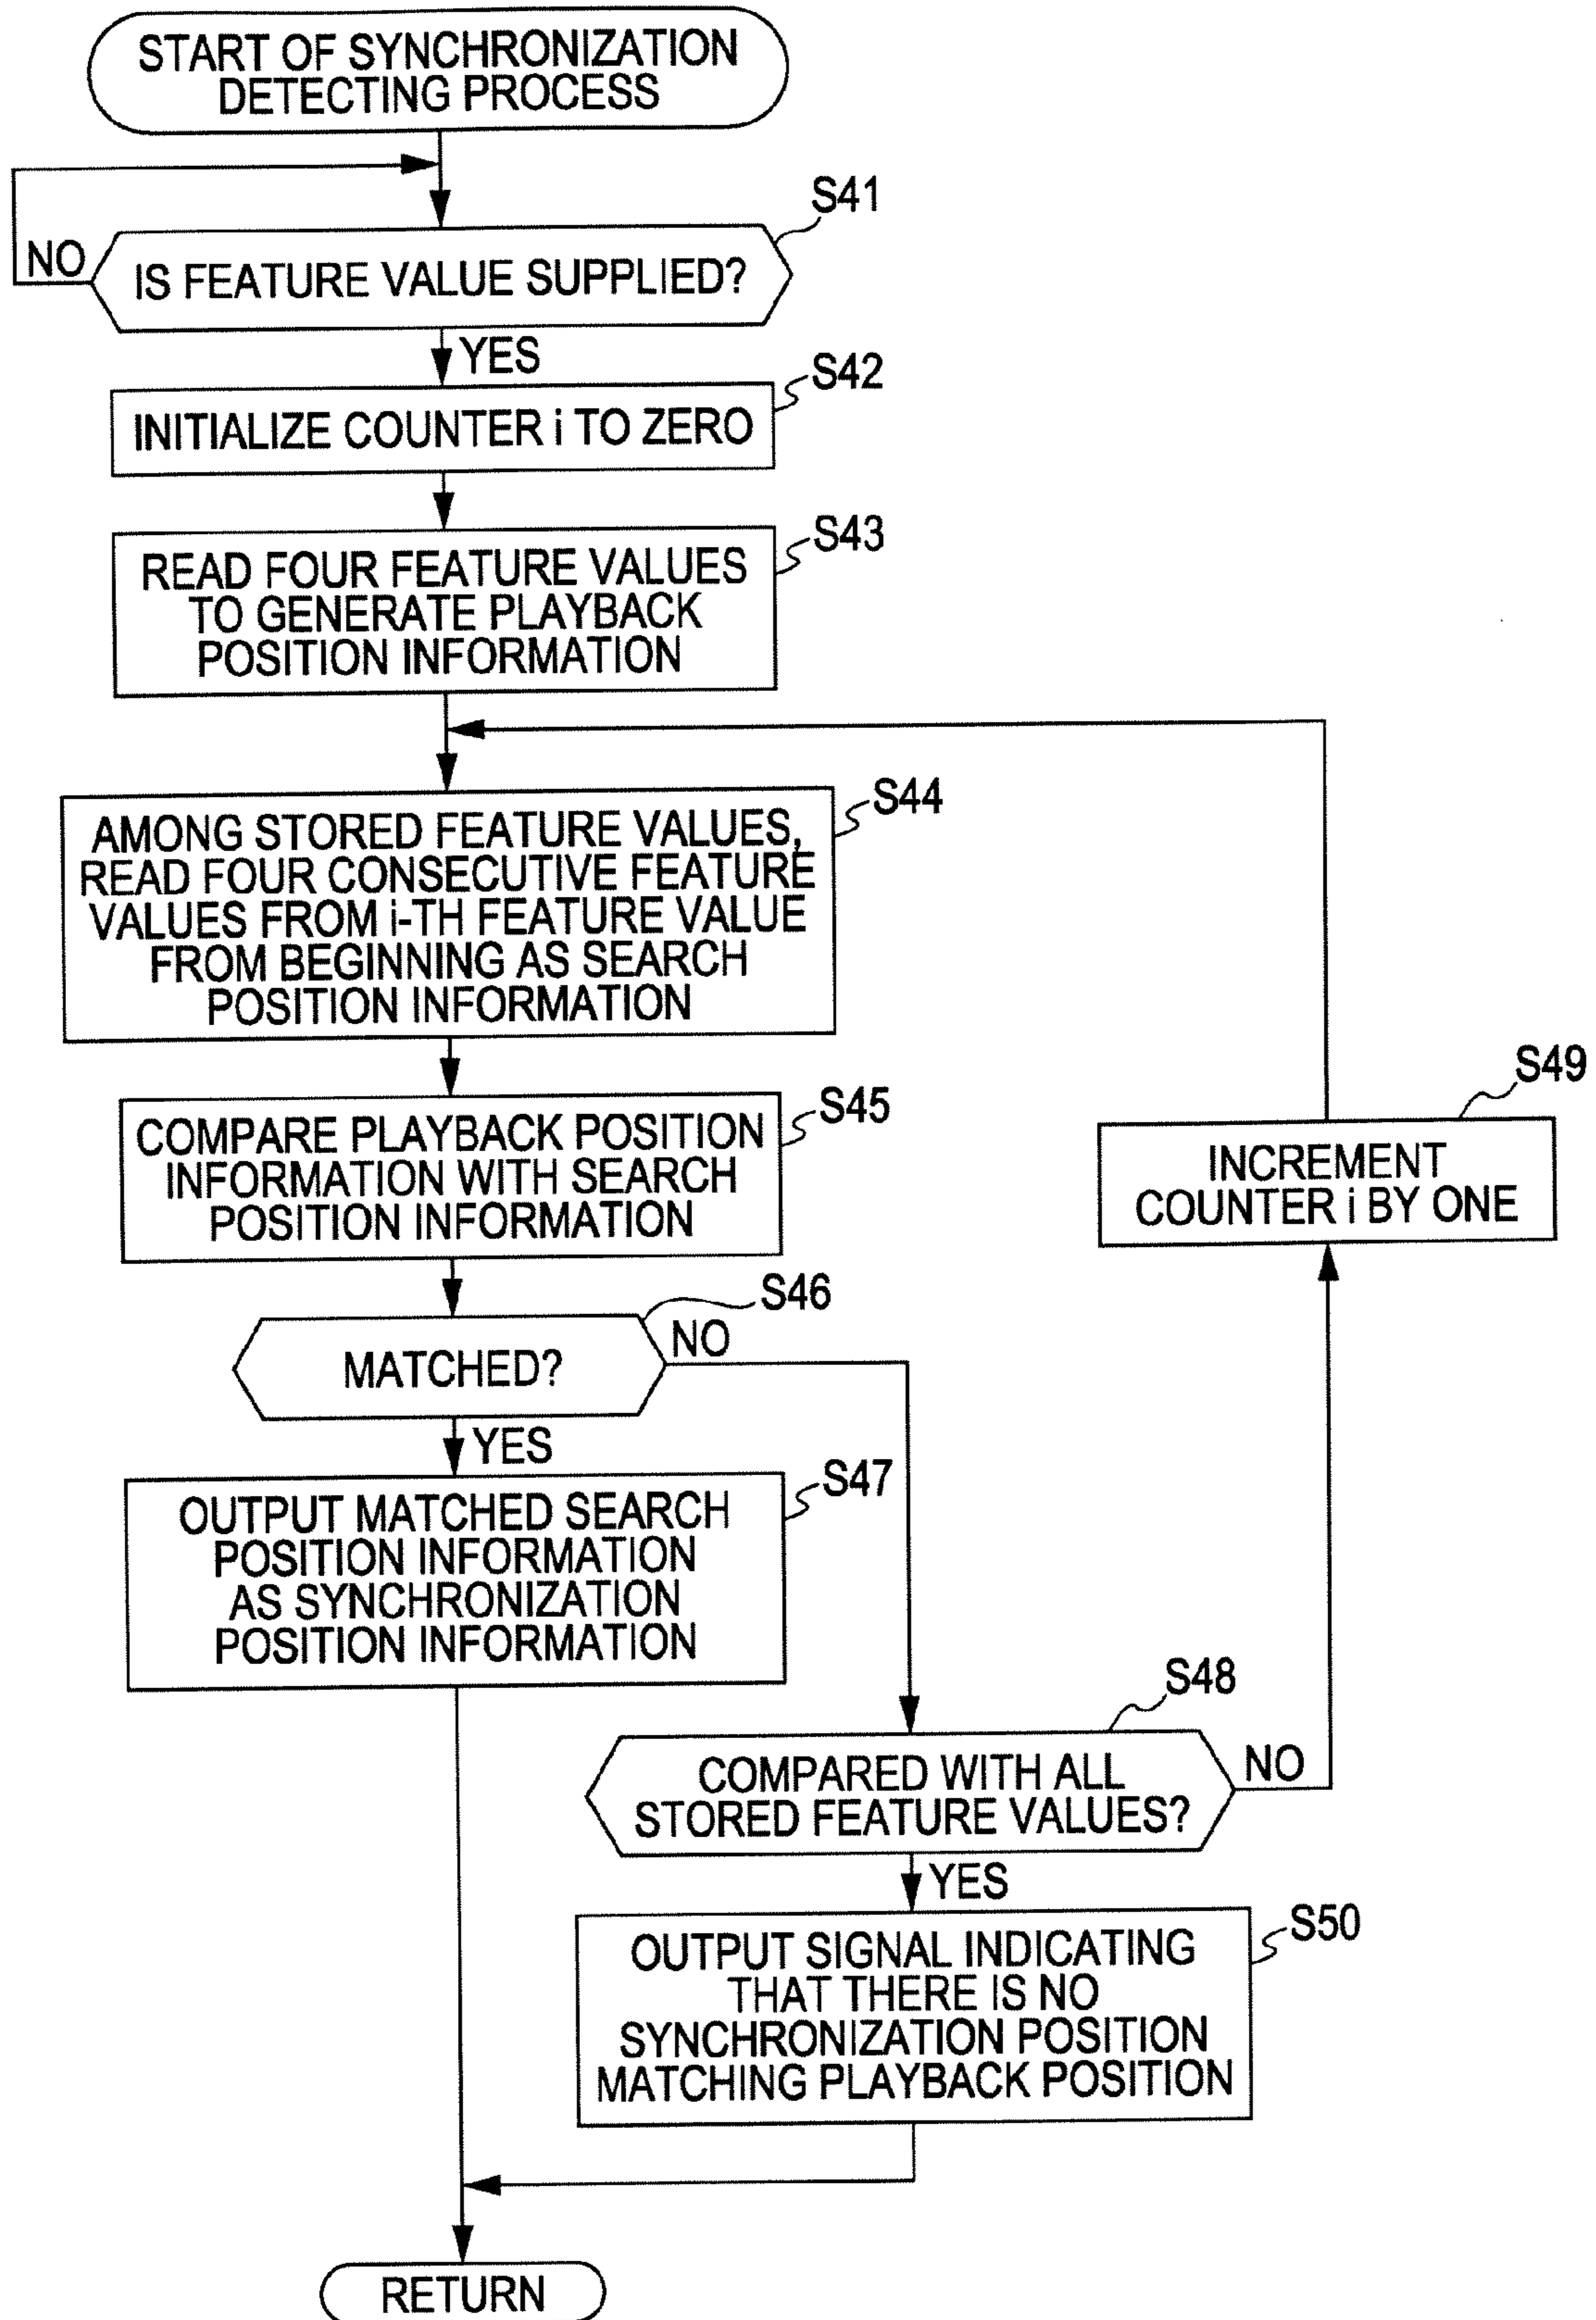 START OF SYNCHRONIZATION
DETECTING PROCESS
S41
NO
IS FEATURE VALUE SUPPLIED?
YES
S42
INITIALIZE COUNTER i TO ZERO
S43
READ FOUR FEATURE VALUES
TO GENERATE PLAYBACK
POSITION INFORMATION
S44
AMONG STORED FEATURE VALUES,
READ FOUR CONSECUTIVE FEATURE
VALUES FROM i-TH FEATURE VALUE
FROM BEGINNING AS SEARCH
POSITION INFORMATION
S45
COMPARE PLAYBACK POSITION
INFORMATION WITH SEARCH
POSITION INFORMATION
S49
INCREMENT
COUNTER i BY ONE
S46
MATCHED?
NO
YES
S47
OUTPUT MATCHED SEARCH
POSITION INFORMATION
AS SYNCHRONIZATION
POSITION INFORMATION
S48
COMPARED WITH ALL
STORED FEATURE VALUES?
NO
YES
S50
OUTPUT SIGNAL INDICATING
THAT THERE IS NO
SYNCHRONIZATION POSITION
MATCHING PLAYBACK POSITION
RETURN